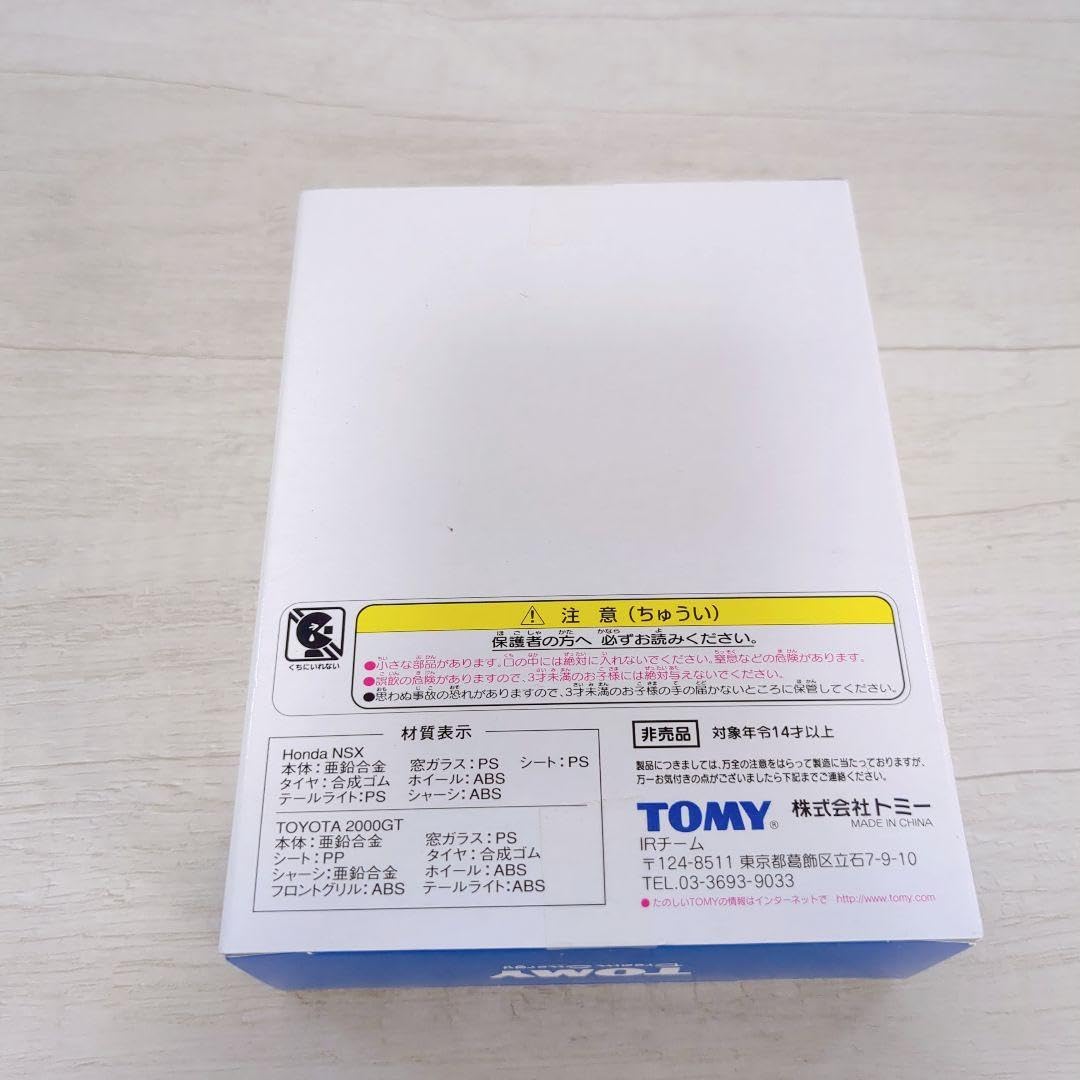 ⚠ 注 意 (ちゅうい)
保護者の方へ 必ずお読みください。
●小さな部品があります。口の中には絶対に入れないでください。窒息などの危険があります。
●誤飲の危険がありますので、3才未満のお子様には絶対与えないでください。
●思わぬ事故の恐れがありますので、3才未満のお子様の手の届かないところに保管してください。
くちにいれない
材質表示
Honda NSX
本体:亜鉛合金 窓ガラス:PS シート:PS
タイヤ:合成ゴム ホイール:ABS
テールライト:PS シャーシ:ABS
TOYOTA 2000GT
本体:亜鉛合金 窓ガラス:PS
シート:PP タイヤ:合成ゴム
シャーシ:亜鉛合金 ホイール:ABS
フロントグリル:ABS テールライト:ABS
非売品 対象年令14才以上
製品につきましては、万全の注意をはらって製造に当たっておりますが、
万一お気付きの点がございましたら下記までご連絡ください。
TOMY® 株式会社トミー
MADE IN CHINA
IRチーム
〒124-8511 東京都葛飾区立石7-9-10
TEL.03-3693-9033
●たのしいTOMYの情報はインターネットで http://www.tomy.com
TOMY